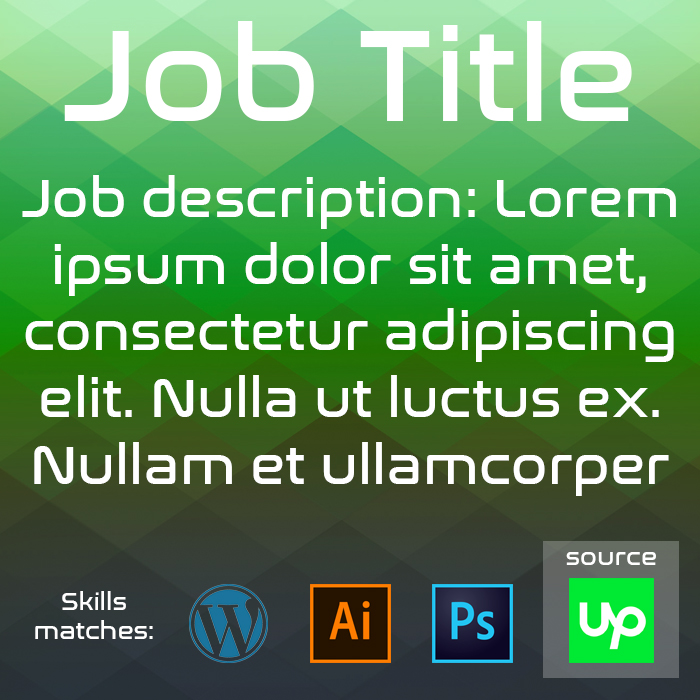 Job Title
Job description: Lorem
ipsum dolor sit amet,
consectetur adipiscing
elit. Nulla ut luctus ex.
Nullam et ullamcorper
source
Skills
matches:
W
Ai
Ps
Up